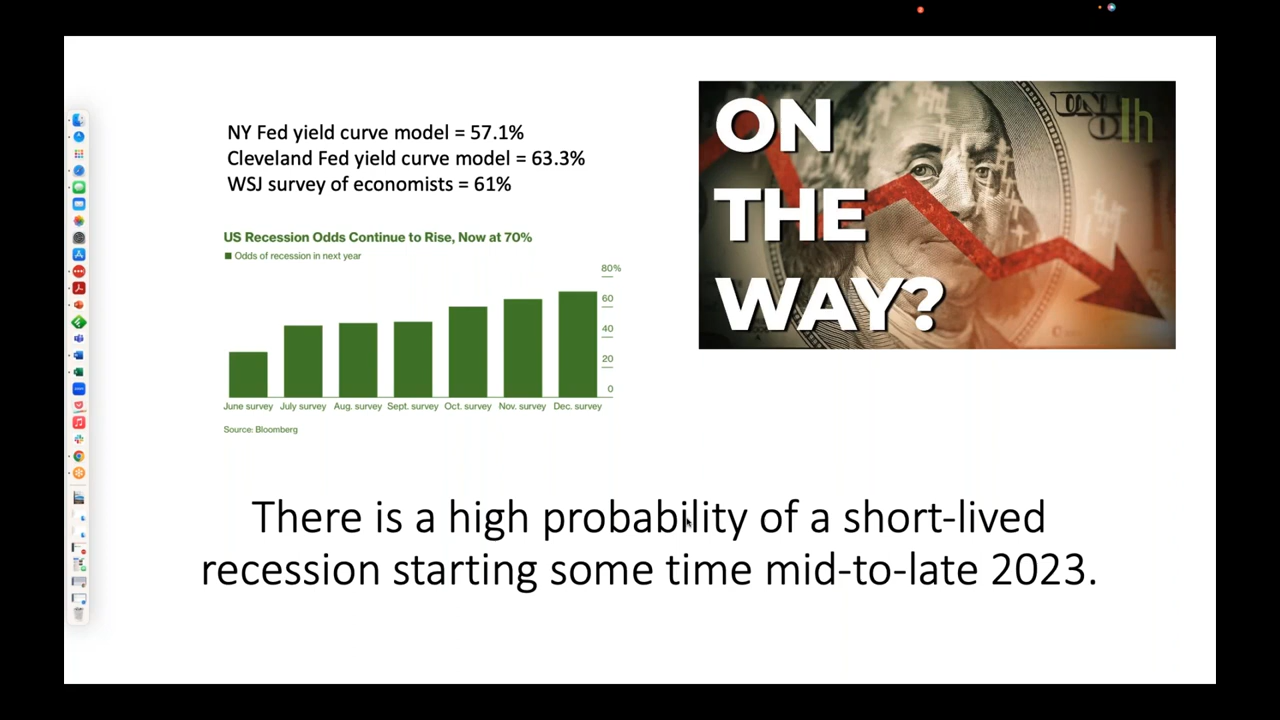 NY Fed yield curve model = 57.1%
Cleveland Fed yield curve model = 63.3%
WSJ survey of economists = 61%
US Recession Odds Continue to Rise, Now at 70%
Odds of recession in next year
80%
60
40
20
0
June survey July survey Aug. survey Sept. survey Oct. survey Nov. survey Dec. survey
Source: Bloomberg
ON
THE
WAY?
lh
There is a high probability of a short-lived
recession starting some time mid-to-late 2023.